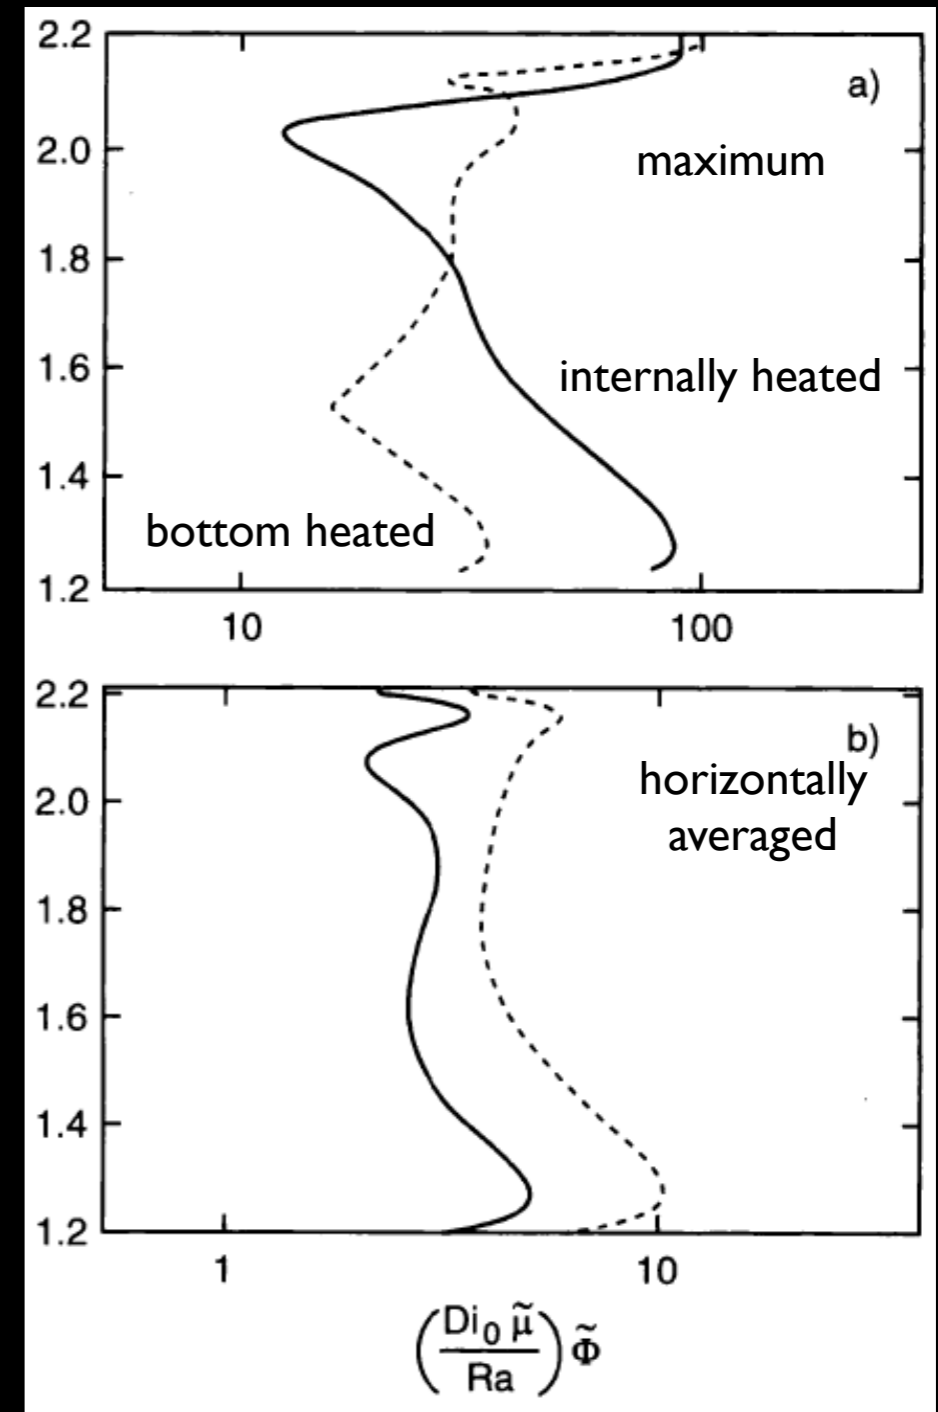 2.2
a)
2.0
maximum
1.8
1.6
internally heated
1.4
bottom heated
1.2
10 100
2.2
b)
horizontally
2.0
averaged
1.8
1.6
1.4
1.2
1 10
(Di₀ μ̃ / Ra) Φ̃